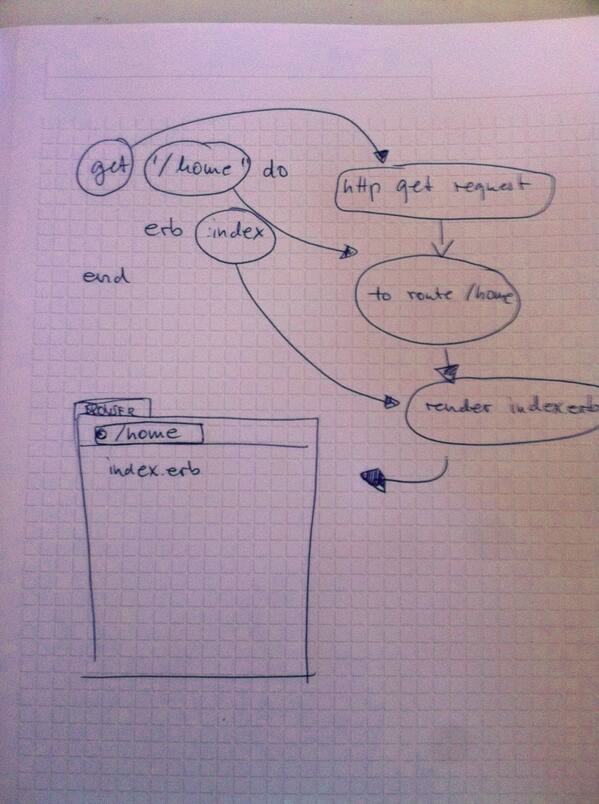 get '/home' do
erb :index
end
http get request
to route /home
render index.erb
BROWSER
/home
index.erb